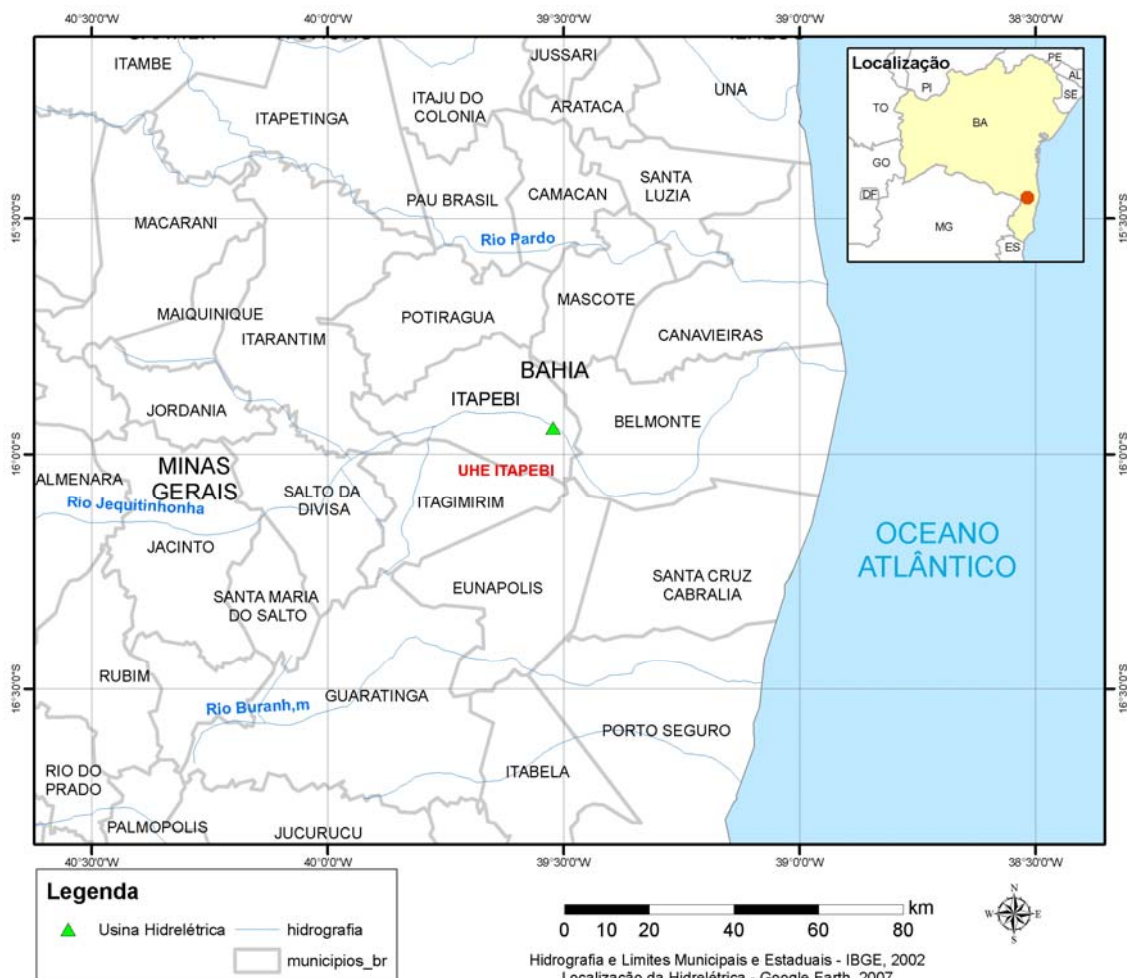 40°30'0"W
40°0'0"W
39°30'0"W
39°0'0"W
38°30'0"W
ITAMBE
JUSSARI
UNA
ITAPETINGA
ITAJU DO
COLONIA
ARATACA
SANTA
LUZIA
PAU BRASIL
CAMACAN
MACARANI
Rio Pardo
MAIQUINIQUE
ITARANTIM
POTIRAGUA
MASCOTE
CANAVIEIRAS
BAHIA
ITAPEBI
JORDANIA
BELMONTE
UHE ITAPEBI
MINAS
GERAIS
ALMENARA
Rio Jequitinhonha
SALTO DA
DIVISA
ITAGIMIRIM
JACINTO
OCEANO
ATLÂNTICO
SANTA MARIA
DO SALTO
EUNAPOLIS
SANTA CRUZ
CABRALIA
RUBIM
GUARATINGA
Rio Buranh,m
PORTO SEGURO
RIO DO
PRADO
ITABELA
PALMOPOLIS
JUCURUCU
15°30'0"S
16°0'0"S
16°30'0"S
15°30'0"S
16°0'0"S
16°30'0"S
Localização
PE
AL
SE
PI
TO
BA
GO
DF
MG
ES
40°30'0"W
40°0'0"W
39°30'0"W
39°0'0"W
38°30'0"W
Legenda
Usina Hidrelétrica
hidrografia
municipios_br
km
0 10 20 40 60 80
N
W E
S
Hidrografia e Limites Municipais e Estaduais - IBGE, 2002
Localização da Hidrelétrica - Google Earth, 2007